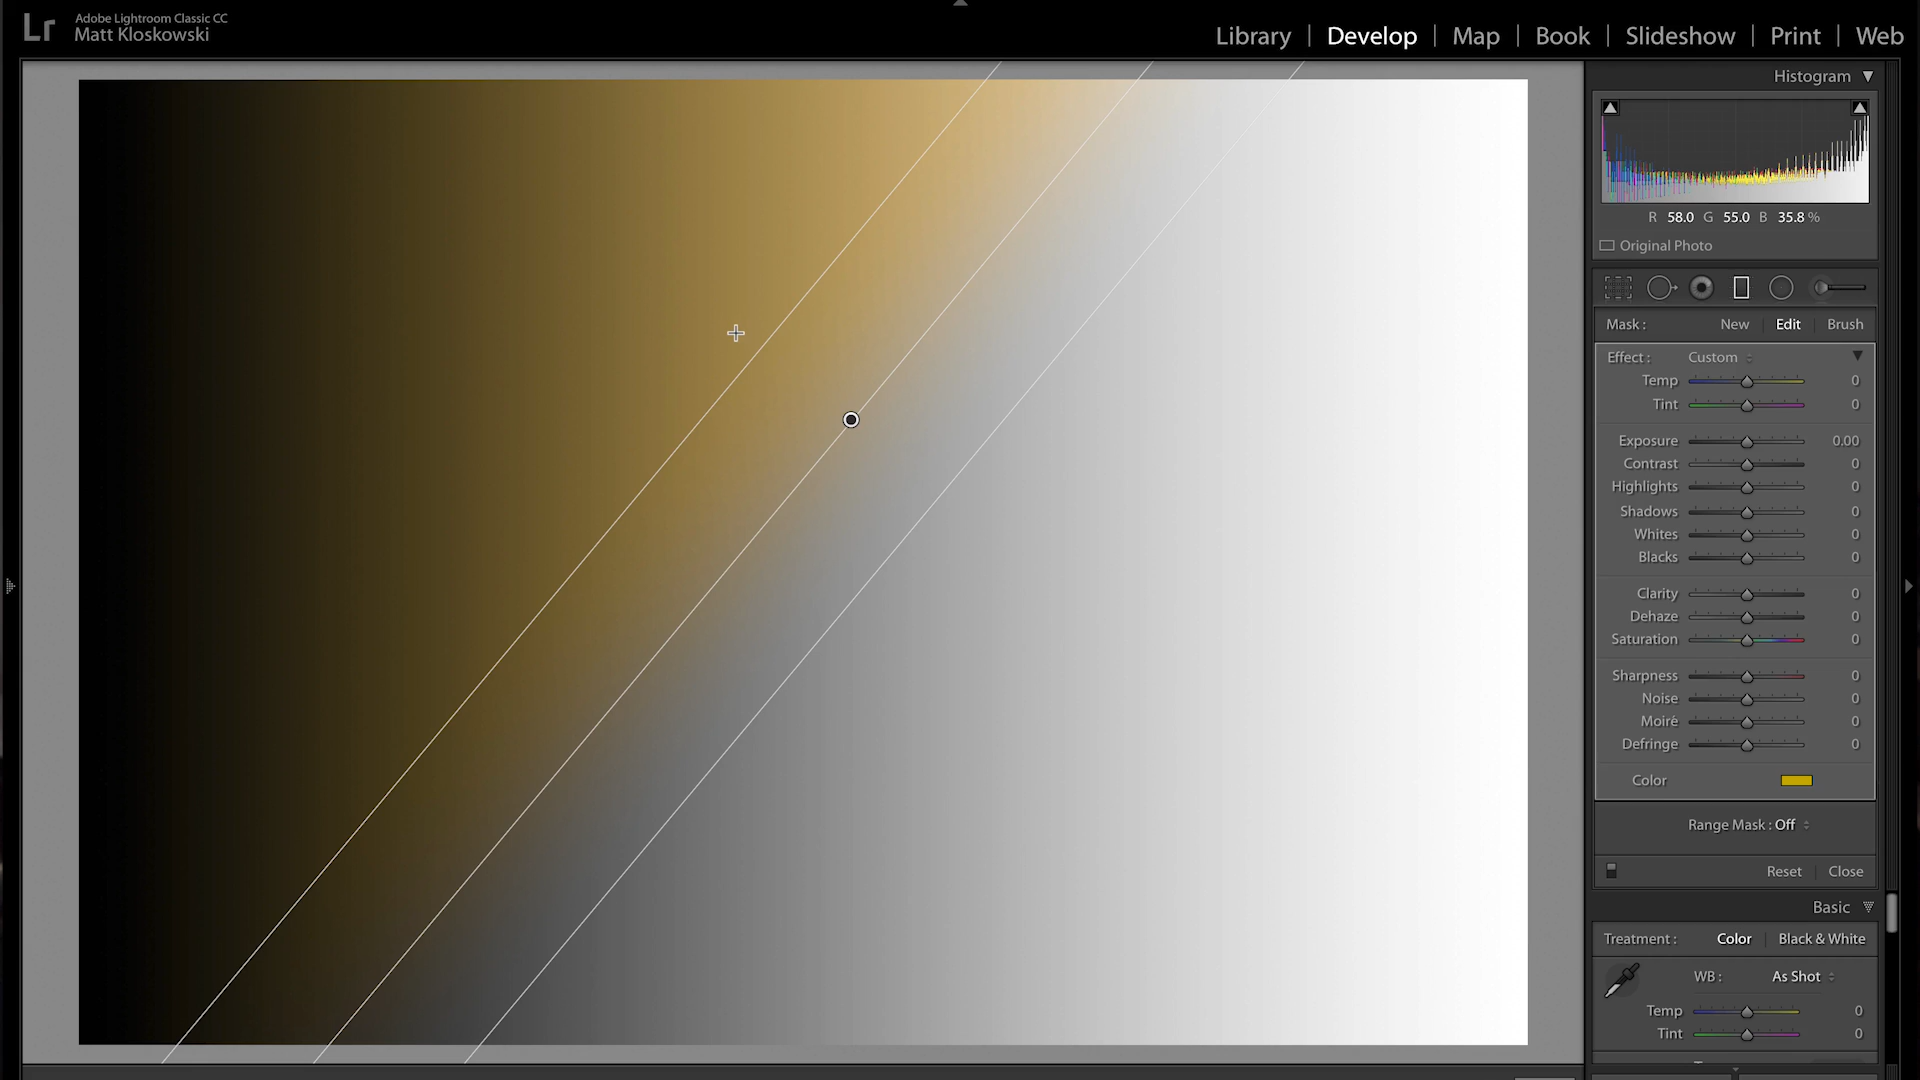 Lr
Adobe Lightroom Classic CC
Matt Kloskowski
Library | Develop | Map | Book | Slideshow | Print | Web
Histogram
R 58.0 G 55.0 B 35.8 %
Original Photo
Mask : New Edit Brush
Effect : Custom
Temp 0
Tint 0
Exposure 0.00
Contrast 0
Highlights 0
Shadows 0
Whites 0
Blacks 0
Clarity 0
Dehaze 0
Saturation 0
Sharpness 0
Noise 0
Moiré 0
Defringe 0
Color
Range Mask : Off
Reset Close
Basic
Treatment : Color Black & White
WB : As Shot
Temp 0
Tint 0